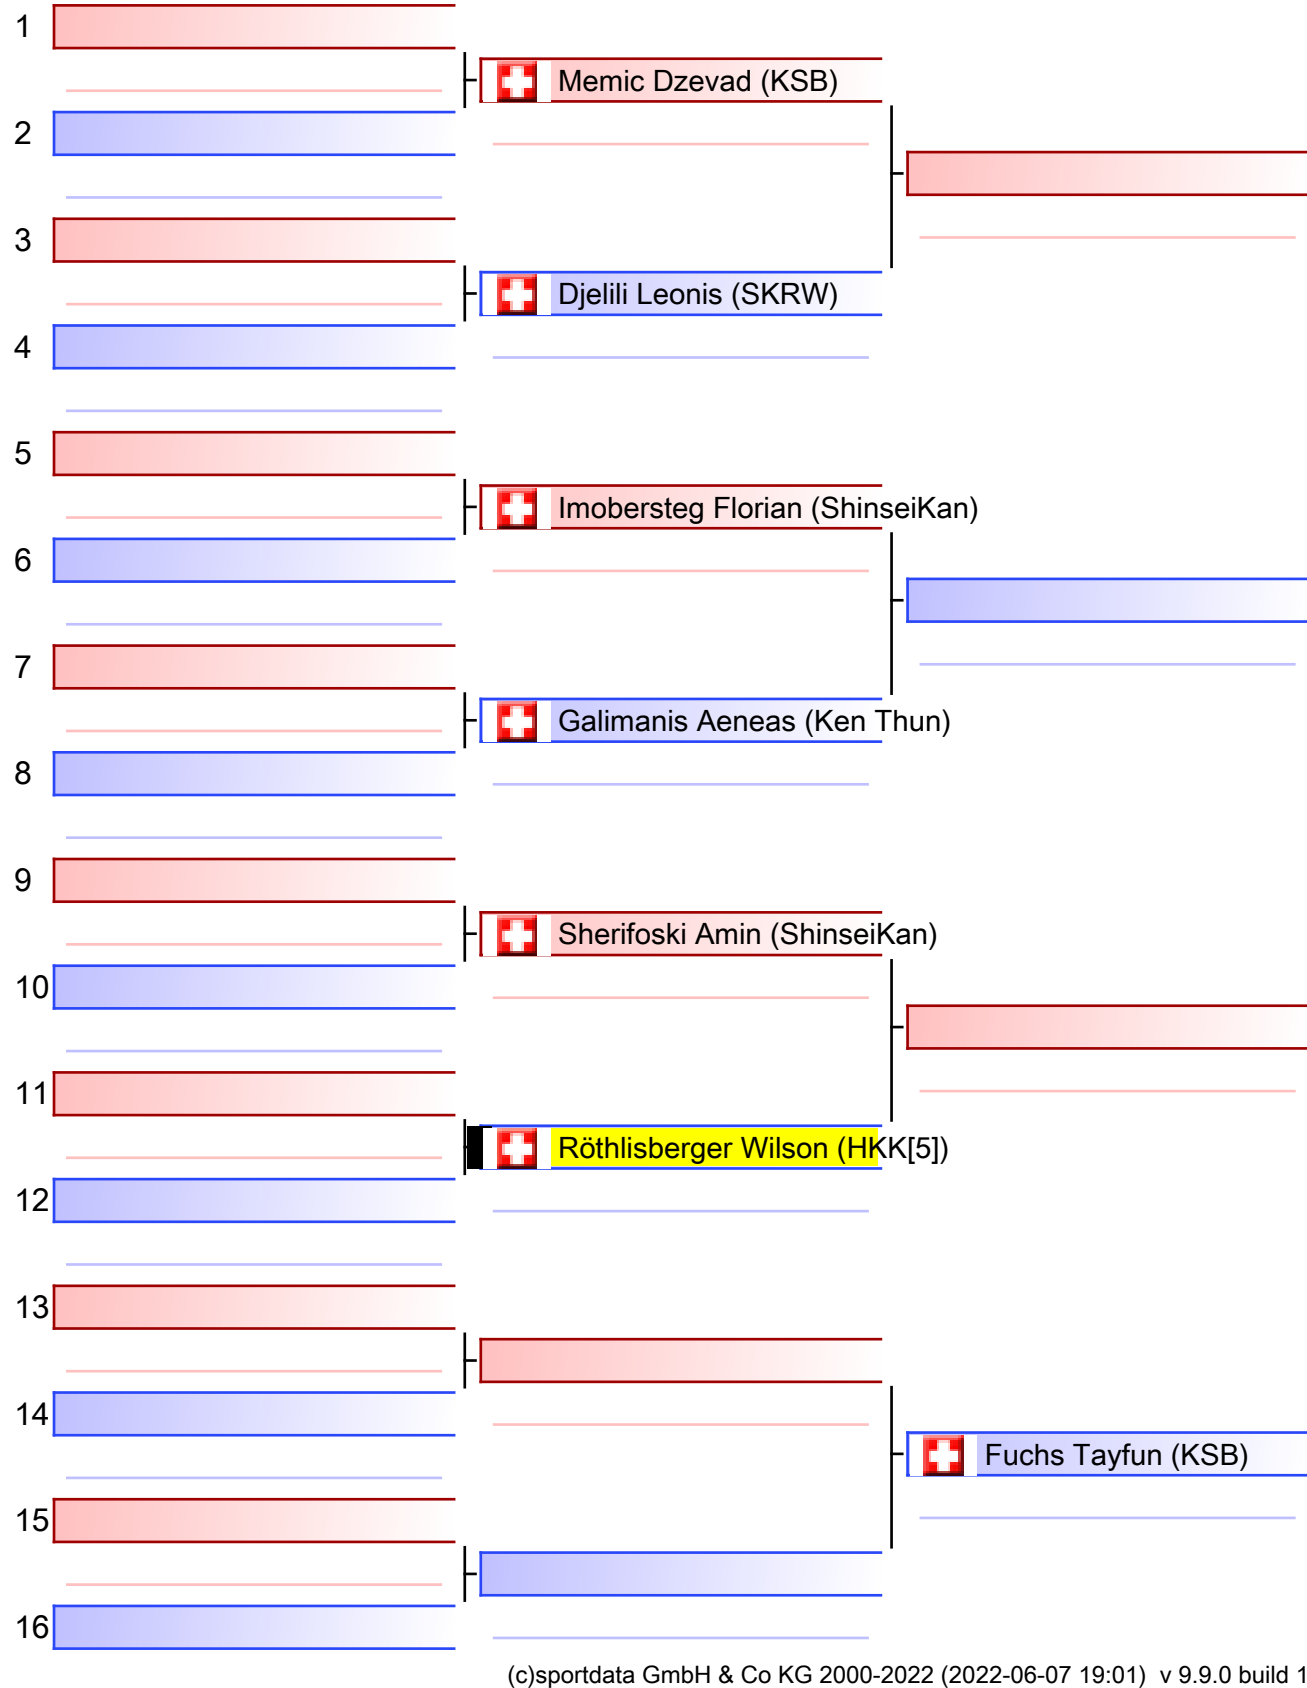 1
Memic Dzevad (KSB)
2
3
Djelili Leonis (SKRW)
4
5
Imobersteg Florian (ShinseiKan)
6
7
Galimanis Aeneas (Ken Thun)
8
9
Sherifoski Amin (ShinseiKan)
10
11
Röthlisberger Wilson (HKK[5])
12
13
14
Fuchs Tayfun (KSB)
15
16
(c)sportdata GmbH & Co KG 2000-2022 (2022-06-07 19:01) v 9.9.0 build 1